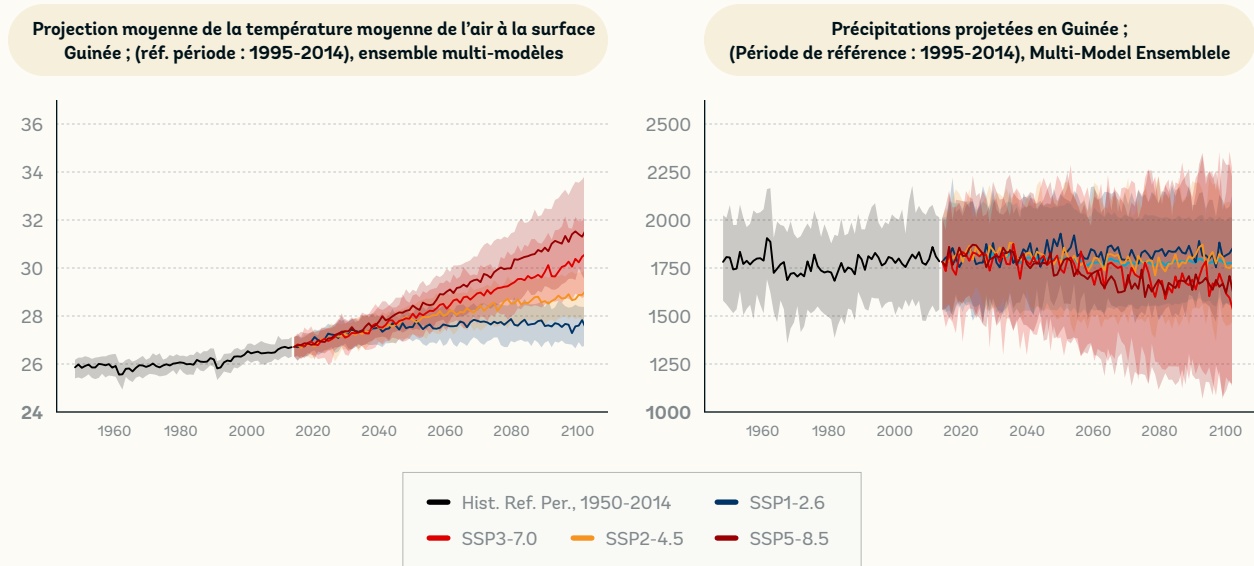 Projection moyenne de la température moyenne de l'air à la surface
Guinée ; (réf. période : 1995-2014), ensemble multi-modèles
36
34
32
30
28
26
24
1960 1980 2000 2020 2040 2060 2080 2100
Précipitations projetées en Guinée ;
(Période de référence : 1995-2014), Multi-Model Ensemblele
2500
2250
2000
1750
1500
1250
1000
1960 1980 2000 2020 2040 2060 2080 2100
Hist. Ref. Per., 1950-2014 SSP1-2.6
SSP3-7.0 SSP2-4.5 SSP5-8.5